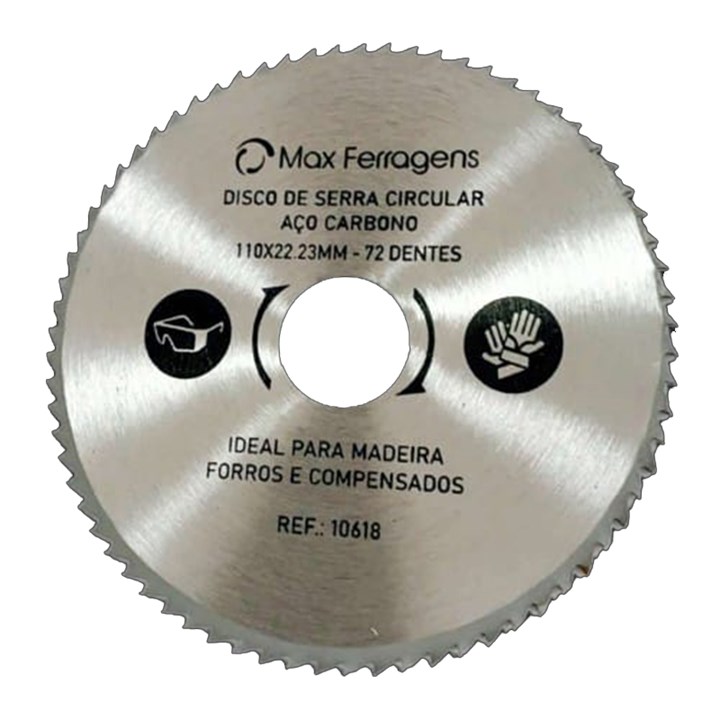 Max Ferragens
DISCO DE SERRA CIRCULAR
AÇO CARBONO
110X22.23MM - 72 DENTES
IDEAL PARA MADEIRA
FORROS E COMPENSADOS
REF.: 10618